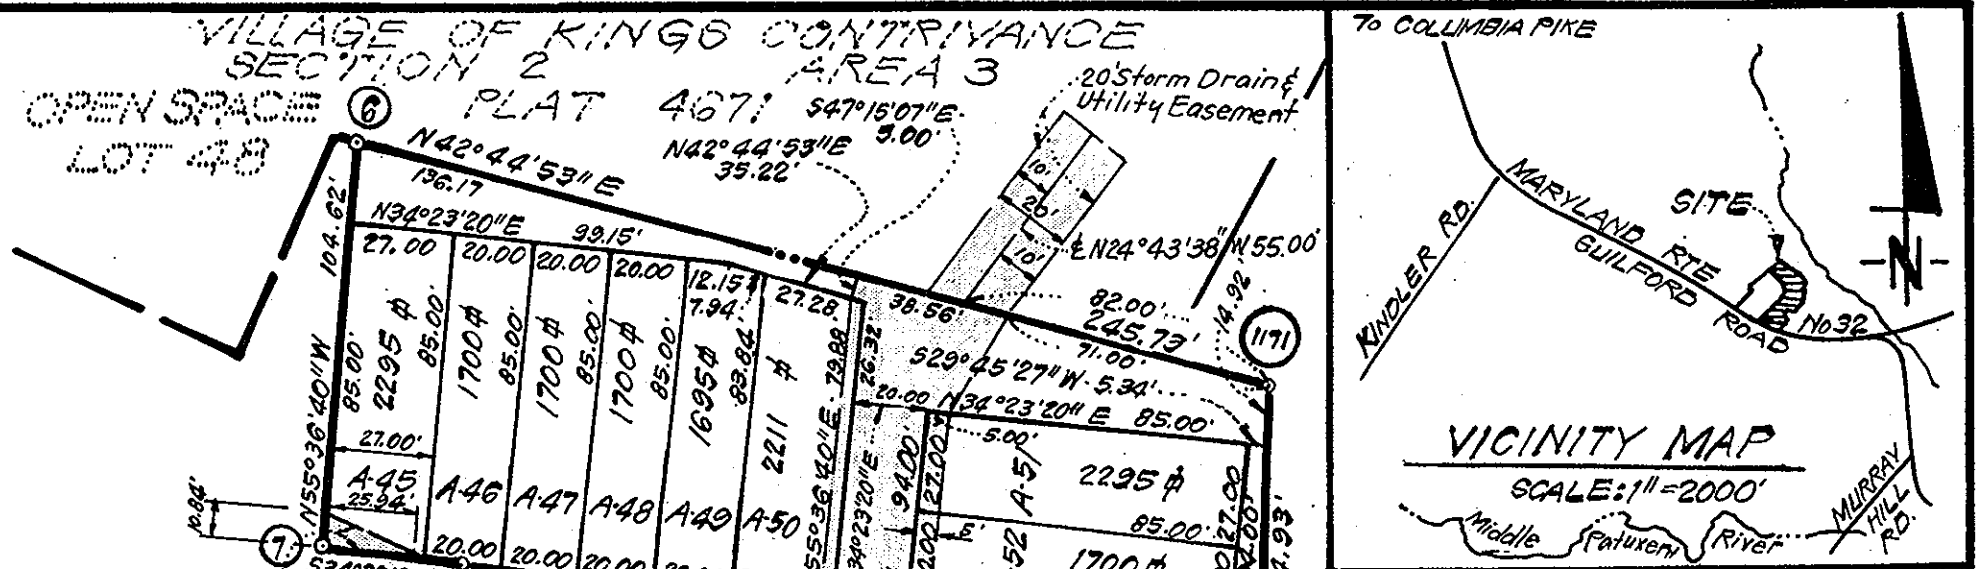 VILLAGE OF KINGS CONTRIVANCE
SECTION 2 AREA 3
PLAT 4671
OPEN SPACE
LOT 48
6
S47°15'07"E
3.00'
N42°44'53"E
35.22'
20' Storm Drain &
Utility Easement
N42°44'53"E
136.17
104.62'
N34°23'20"E
99.15'
27.00
20.00
20.00
20.00
12.15
7.94
27.28
38.56'
10'
20'
10'
℄ N24°43'38"W 55.00'
82.00'
245.73'
71.00'
14.92'
1171
S29°45'27"W 5.34'
20.00
N34°23'20"E 85.00'
5.00'
N55°36'40"W
85.00'
2295 ⌽
85.00'
1700 ⌽
85.00'
1700 ⌽
85.00'
1700 ⌽
85.00'
1695 ⌽
83.84'
2211 ⌽
55°36'40"E
79.88
26.32'
34°23'20"E
94.00'
27.00'
A-51
2295 ⌽
27.00
27.00'
A-45
25.94'
A-46
A-47
A-48
A-49
A-50
10.84'
7
20.00
20.00
20.00
5'
52
85.00'
1700 ⌽
To COLUMBIA PIKE
MARYLAND RTE No 32
GUILFORD ROAD
KINDLER RD.
SITE
N
VICINITY MAP
SCALE: 1"=2000'
Middle Patuxent River
MURRAY
HILL
RD.